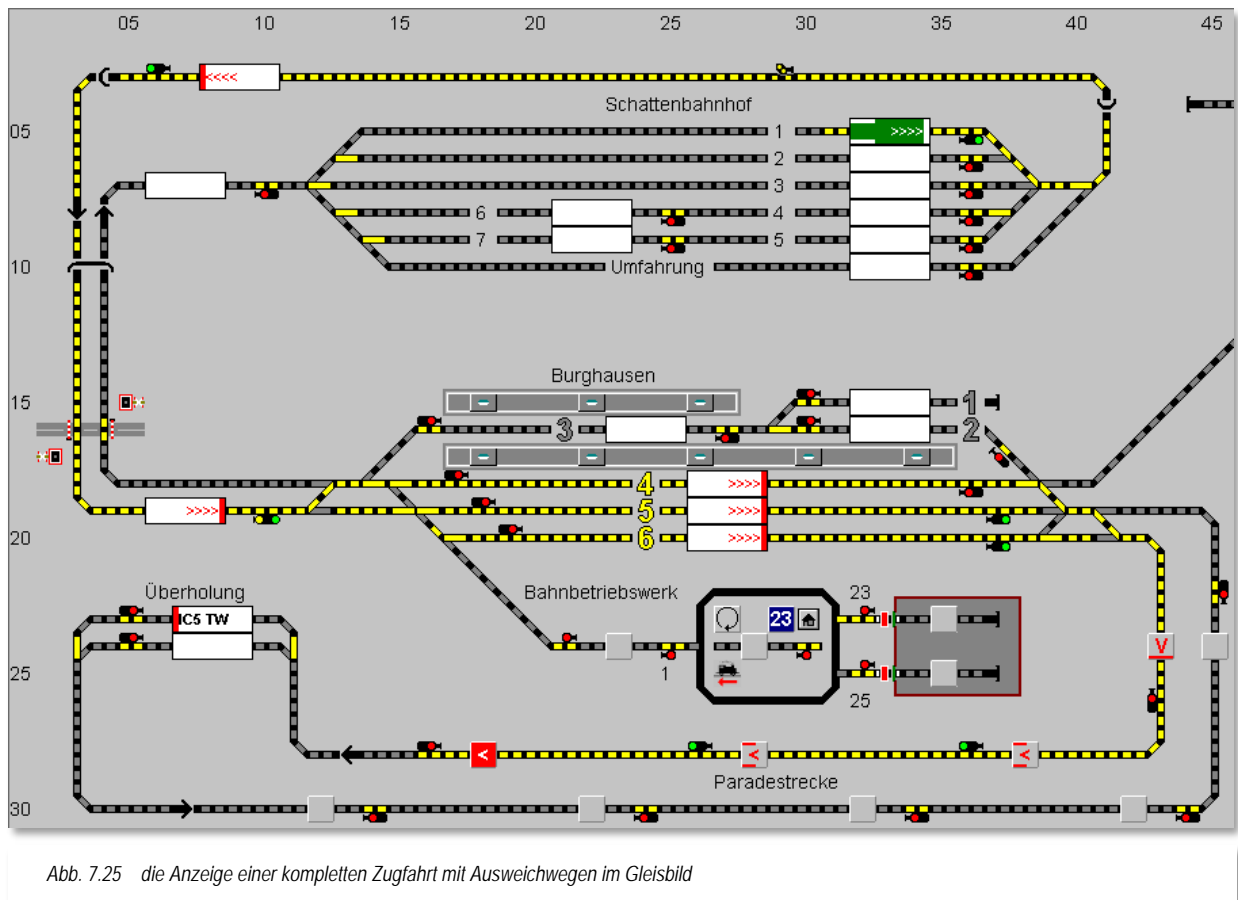 05 10 15 20 25 30 35 40 45
<<<<
Schattenbahnhof
05
1 >>>>
2
3
6 4
7 5
10
Umfahrung
Burghausen
15
1
3 2
4 >>>>
>>>> 5 >>>>
20
6 >>>>
Überholung Bahnbetriebswerk 23
IC5 TW 23
V
25
1
25
< < <
Paradestrecke
30
Abb. 7.25 die Anzeige einer kompletten Zugfahrt mit Ausweichwegen im Gleisbild